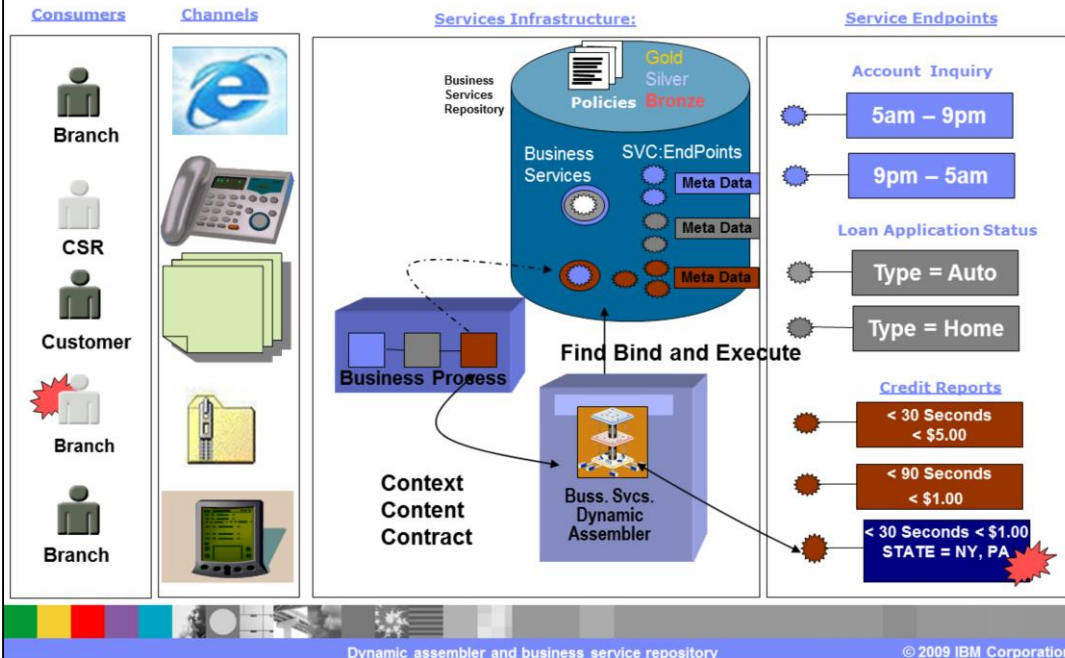 Consumers
Channels
Services Infrastructure:
Service Endpoints
Branch
CSR
Customer
Branch
Branch
Business
Services
Repository
Policies
Gold
Silver
Bronze
Business
Services
SVC:EndPoints
Meta Data
Meta Data
Meta Data
Business Process
Find Bind and Execute
Context
Content
Contract
Buss. Svcs.
Dynamic
Assembler
Account Inquiry
5am – 9pm
9pm – 5am
Loan Application Status
Type = Auto
Type = Home
Credit Reports
< 30 Seconds
< $5.00
< 90 Seconds
< $1.00
< 30 Seconds < $1.00
STATE = NY, PA
Dynamic assembler and business service repository
© 2009 IBM Corporation